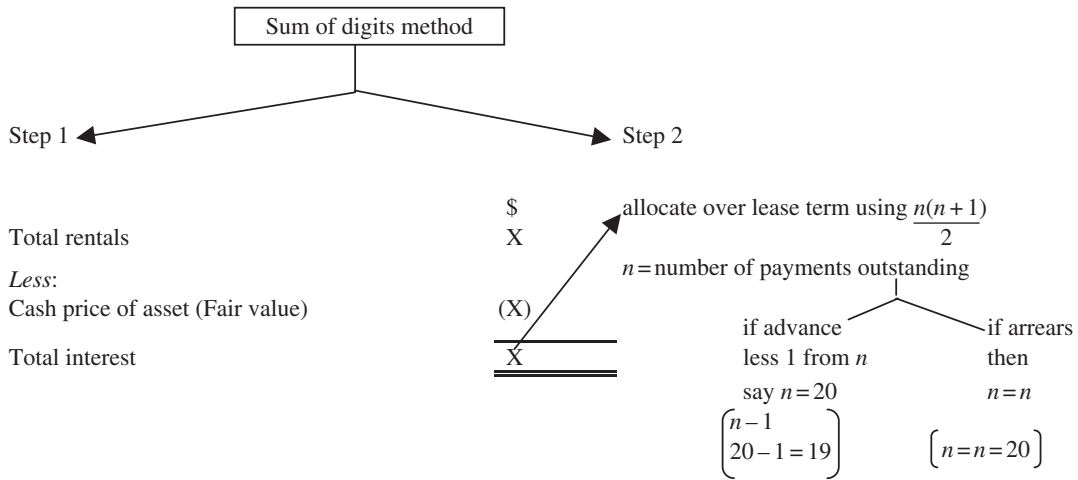 Sum of digits method
Step 1
Step 2
$
Total rentals X
Less:
Cash price of asset (Fair value) (X)
Total interest X
allocate over lease term using n(n + 1)
2
n = number of payments outstanding
if advance
less 1 from n
say n = 20
n – 1
20 – 1 = 19
if arrears
then
n = n
n = n = 20